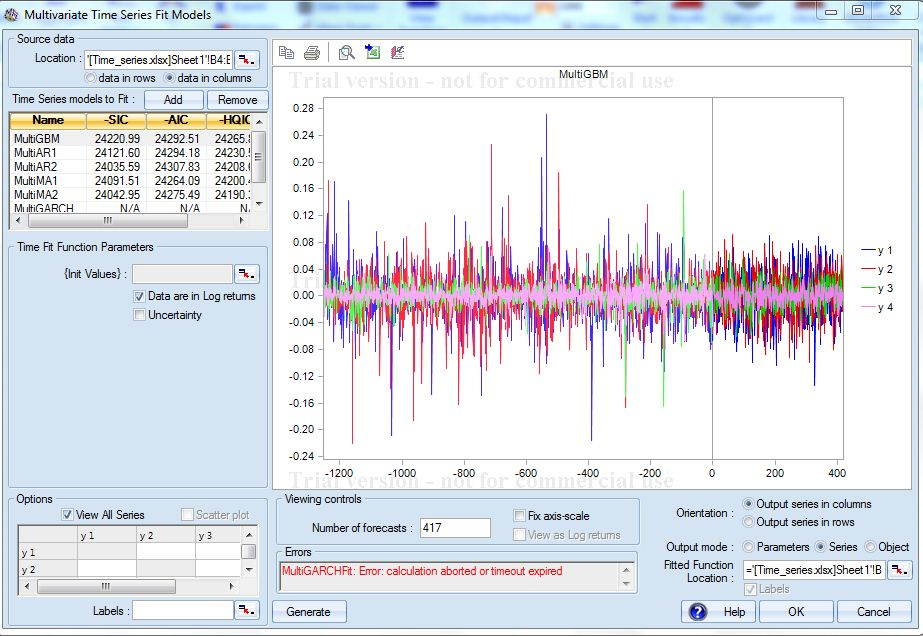 Multivariate Time Series Fit Models
Source data
Location : '[Time_series.xlsx]Sheet1'!B4:E
data in rows data in columns
Time Series models to Fit : Add Remove
Name -SIC -AIC -HQIC
MultiGBM 24220.99 24292.51 24265.8
MultiAR1 24121.60 24294.18 24230.5
MultiAR2 24035.59 24307.83 24208.0
MultiMA1 24091.51 24264.09 24200.4
MultiMA2 24042.95 24275.49 24190.3
MultiGARCH N/A N/A N/
Time Fit Function Parameters
{Init Values} :
Data are in Log returns
Uncertainty
Options
View All Series Scatter plot
y 1 y 2 y 3
y 1
y 2
Labels :
Trial version - not for commercial use
MultiGBM
0.28
0.24
0.20
0.16
0.12
0.08
0.04
0.00
-0.04
-0.08
-0.12
-0.16
-0.20
-0.24
-1200 -1000 -800 -600 -400 -200 0 200 400
y 1
y 2
y 3
y 4
Trial version - not for commercial use
Viewing controls
Number of forecasts : 417
Fix axis-scale
View as Log returns
Errors
MultiGARCHFit: Error: calculation aborted or timeout expired
Generate
Orientation : Output series in columns
Output series in rows
Output mode : Parameters Series Object
Fitted Function
Location : ='[Time_series.xlsx]Sheet1'!B
Labels
Help OK Cancel